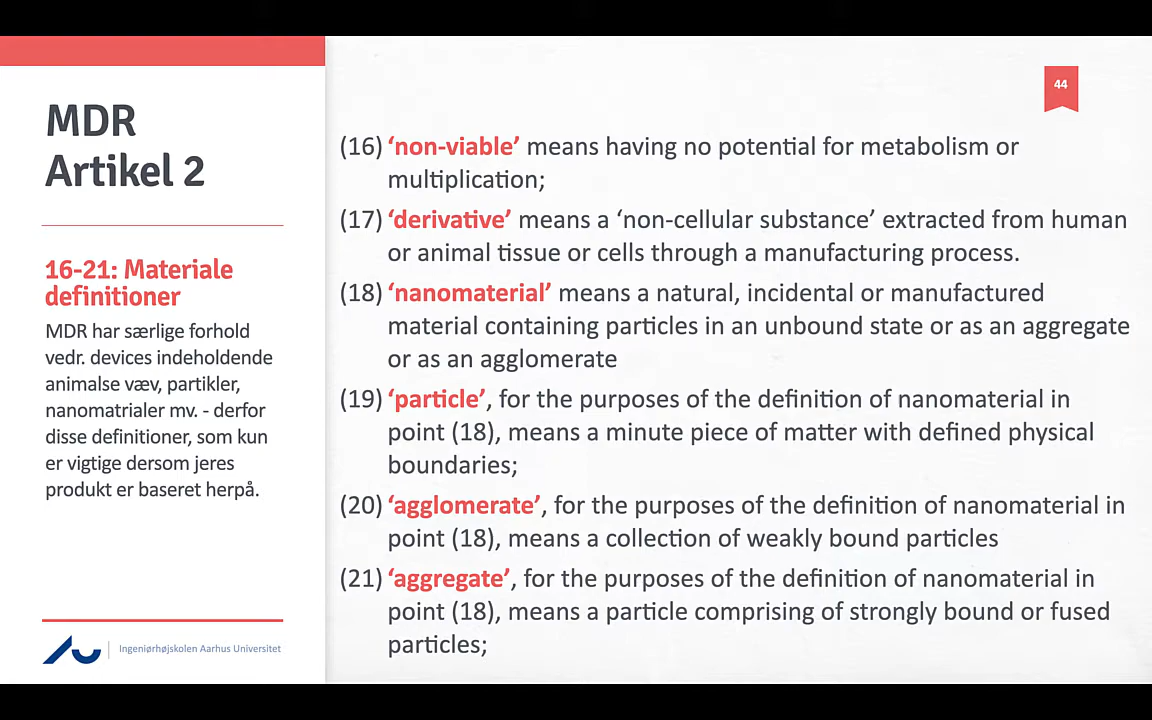 MDR
Artikel 2
16-21: Materiale
definitioner
MDR har særlige forhold
vedr. devices indeholdende
animalse væv, partikler,
nanomatrialer mv. - derfor
disse definitioner, som kun
er vigtige dersom jeres
produkt er baseret herpå.
Ingeniørhøjskolen Aarhus Universitet
44
(16) ‘non-viable’ means having no potential for metabolism or
multiplication;
(17) ‘derivative’ means a ‘non-cellular substance’ extracted from human
or animal tissue or cells through a manufacturing process.
(18) ‘nanomaterial’ means a natural, incidental or manufactured
material containing particles in an unbound state or as an aggregate
or as an agglomerate
(19) ‘particle’, for the purposes of the definition of nanomaterial in
point (18), means a minute piece of matter with defined physical
boundaries;
(20) ‘agglomerate’, for the purposes of the definition of nanomaterial in
point (18), means a collection of weakly bound particles
(21) ‘aggregate’, for the purposes of the definition of nanomaterial in
point (18), means a particle comprising of strongly bound or fused
particles;